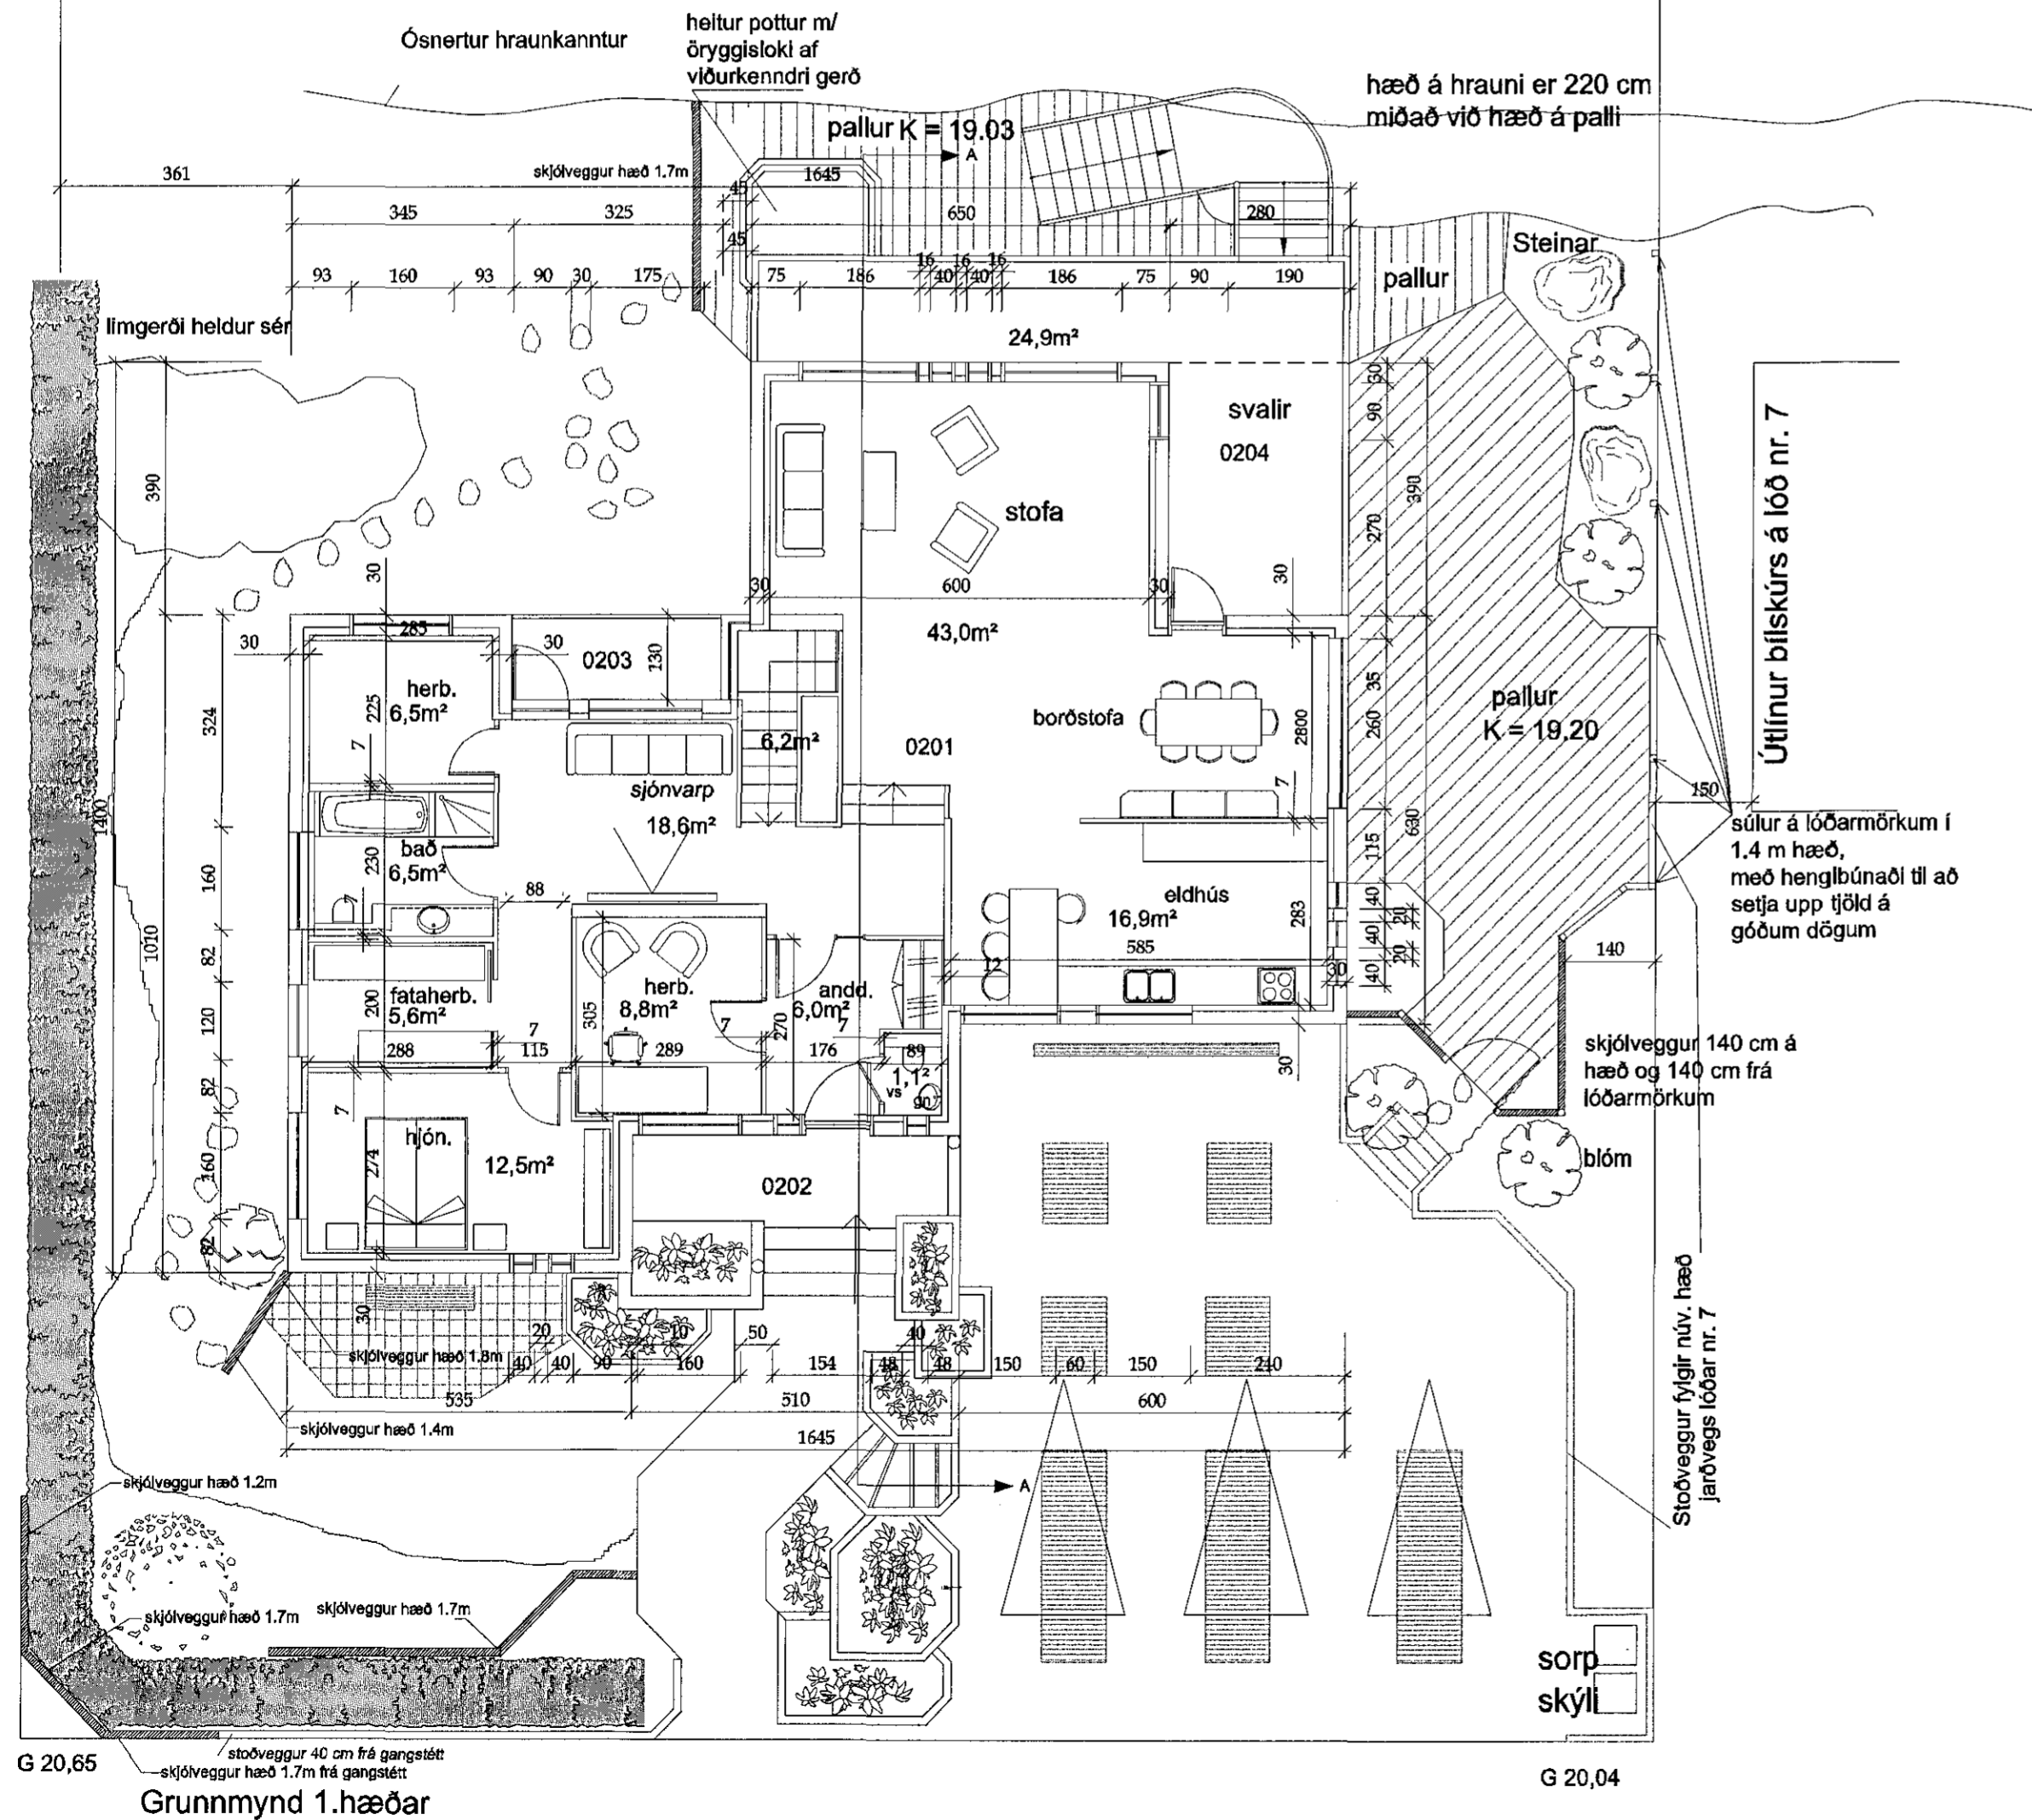 Ósnertur hraunkanntur
heitur pottur m/
öryggisloki af
viðurkenndri gerð
hæð á hrauni er 220 cm
miðað við hæð á palli
pallur K = 19.03
A
361
skjólveggur hæð 1.7m
1645
345
325
45
650
280
45
93
160
93
90
30
175
75
186
16
40
16
40
16
186
75
90
190
Steinar
pallur
limgerði heldur sér
24,9m²
30
90
390
270
svalir
0204
stofa
Útlínur bílskúrs á lóð nr. 7
390
1400
1010
30
30
600
30
30
43,0m²
285
30
30
0203
130
herb.
6,5m²
225
7
324
sjónvarp
18,6m²
6,2m²
0201
borðstofa
2800
7
35
260
630
115
pallur
K = 19,20
150
súlur á lóðarmörkum í
1.4 m hæð,
með hengibúnaði til að
setja upp tjöld á
góðum dögum
bað
6,5m²
230
7
160
88
eldhús
16,9m²
585
283
12
30
40
20
40
20
40
140
82
fataherb.
5,6m²
200
288
7
115
herb.
8,8m²
305
289
7
270
andd.
6,0m²
7
176
89
1,1²
vs
90
120
82
30
skjólveggur 140 cm á
hæð og 140 cm frá
lóðarmörkum
7
hjón.
12,5m²
274
160
82
0202
blóm
Stoðveggur fylgir núv. hæð
jarðvegs lóðar nr. 7
30
skjólveggur hæð 1.8m
20
40
40
90
10
160
50
154
40
48
48
150
60
150
240
535
510
600
skjólveggur hæð 1.4m
1645
skjólveggur hæð 1.2m
A
skjólveggur hæð 1.7m
skjólveggur hæð 1.7m
sorp
skýli
G 20,65
stoðveggur 40 cm frá gangstétt
skjólveggur hæð 1.7m frá gangstétt
G 20,04
Grunnmynd 1.hæðar